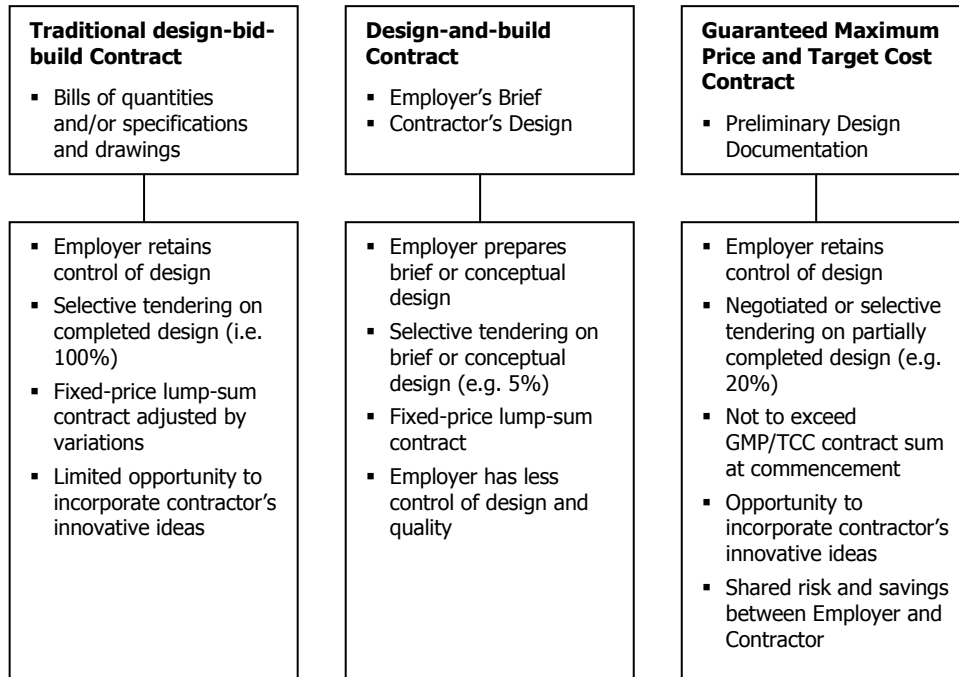 Traditional design-bid-
build Contract
▪ Bills of quantities
and/or specifications
and drawings
▪ Employer retains
control of design
▪ Selective tendering on
completed design (i.e.
100%)
▪ Fixed-price lump-sum
contract adjusted by
variations
▪ Limited opportunity to
incorporate contractor’s
innovative ideas
Design-and-build
Contract
▪ Employer’s Brief
▪ Contractor’s Design
▪ Employer prepares
brief or conceptual
design
▪ Selective tendering on
brief or conceptual
design (e.g. 5%)
▪ Fixed-price lump-sum
contract
▪ Employer has less
control of design and
quality
Guaranteed Maximum
Price and Target Cost
Contract
▪ Preliminary Design
Documentation
▪ Employer retains
control of design
▪ Negotiated or selective
tendering on partially
completed design (e.g.
20%)
▪ Not to exceed
GMP/TCC contract sum
at commencement
▪ Opportunity to
incorporate contractor’s
innovative ideas
▪ Shared risk and savings
between Employer and
Contractor